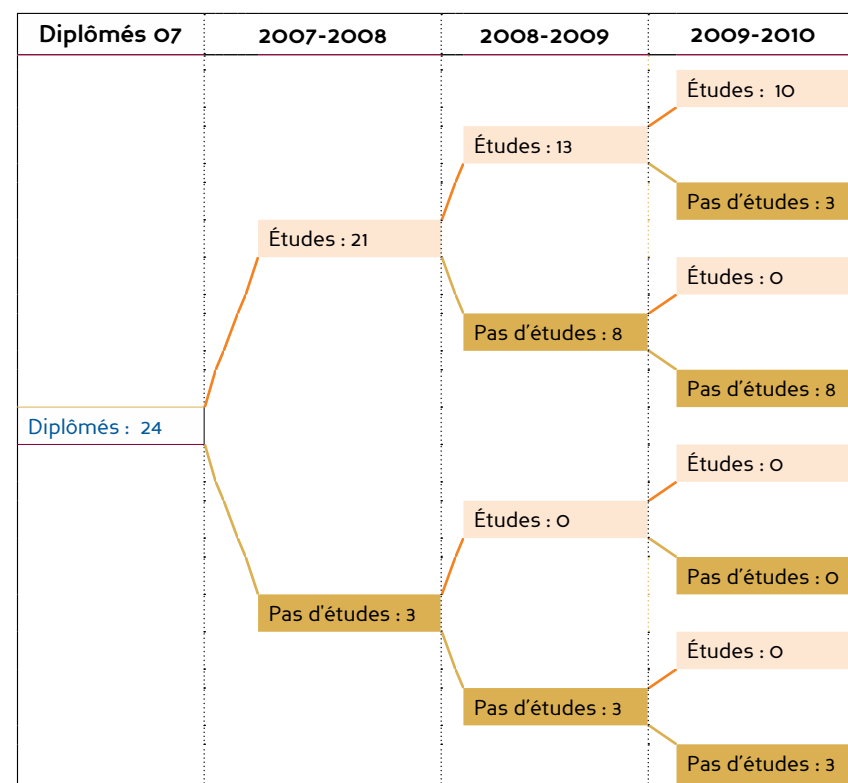 Diplômés 07 2007-2008 2008-2009 2009-2010
Études : 10
Études : 13
Pas d'études : 3
Études : 21
Études : 0
Pas d'études : 8
Pas d'études : 8
Diplômés : 24
Études : 0
Études : 0
Pas d'études : 0
Pas d'études : 3
Études : 0
Pas d'études : 3
Pas d'études : 3